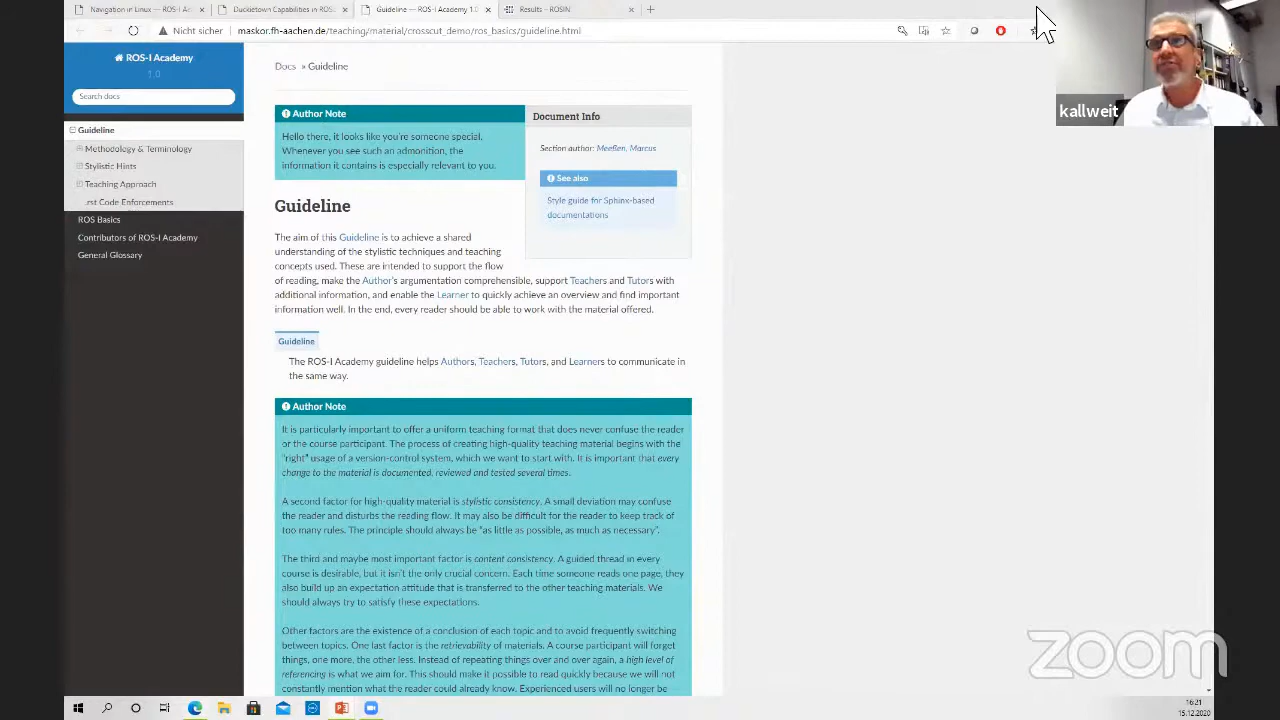 Navigation in Linux — ROS-I Ac
Duckietown Capabilities in ROS
Guideline — ROS-I Academy 1.0
Results – ROSIN
Nicht sicher
maskor.fh-aachen.de/teaching/material/crosscut_demo/ros_basics/guideline.html
ROS-I Academy
1.0
Search docs
Guideline
Methodology & Terminology
Stylistic Hints
Teaching Approach
.rst Code Enforcements
ROS Basics
Contributors of ROS-I Academy
General Glossary
Docs » Guideline
Author Note
Hello there, it looks like you're someone special.
Whenever you see such an admonition, the
information it contains is especially relevant to you.
Document Info
Section author: Meeßen, Marcus
See also
Style guide for Sphinx-based
documentations
Guideline
The aim of this Guideline is to achieve a shared
understanding of the stylistic techniques and teaching
concepts used. These are intended to support the flow
of reading, make the Author's argumentation comprehensible, support Teachers and Tutors with
additional information, and enable the Learner to quickly achieve an overview and find important
information well. In the end, every reader should be able to work with the material offered.
Guideline
The ROS-I Academy guideline helps Authors, Teachers, Tutors, and Learners to communicate in
the same way.
Author Note
It is particularly important to offer a uniform teaching format that does never confuse the reader
or the course participant. The process of creating high-quality teaching material begins with the
"right" usage of a version-control system, which we want to start with. It is important that every
change to the material is documented, reviewed and tested several times.
A second factor for high-quality material is stylistic consistency. A small deviation may confuse
the reader and disturbs the reading flow. It may also be difficult for the reader to keep track of
too many rules. The principle should always be "as little as possible, as much as necessary".
The third and maybe most important factor is content consistency. A guided thread in every
course is desirable, but it isn't the only crucial concern. Each time someone reads one page, they
also build up an expectation attitude that is transferred to the other teaching materials. We
should always try to satisfy these expectations.
Other factors are the existence of a conclusion of each topic and to avoid frequently switching
between topics. One last factor is the retrievability of materials. A course participant will forget
things, one more, the other less. Instead of repeating things over and over again, a high level of
referencing is what we aim for. This should make it possible to read quickly because we will not
constantly mention what the reader could already know. Experienced users will no longer be
kallweit
zoom
16:21
15.12.2020